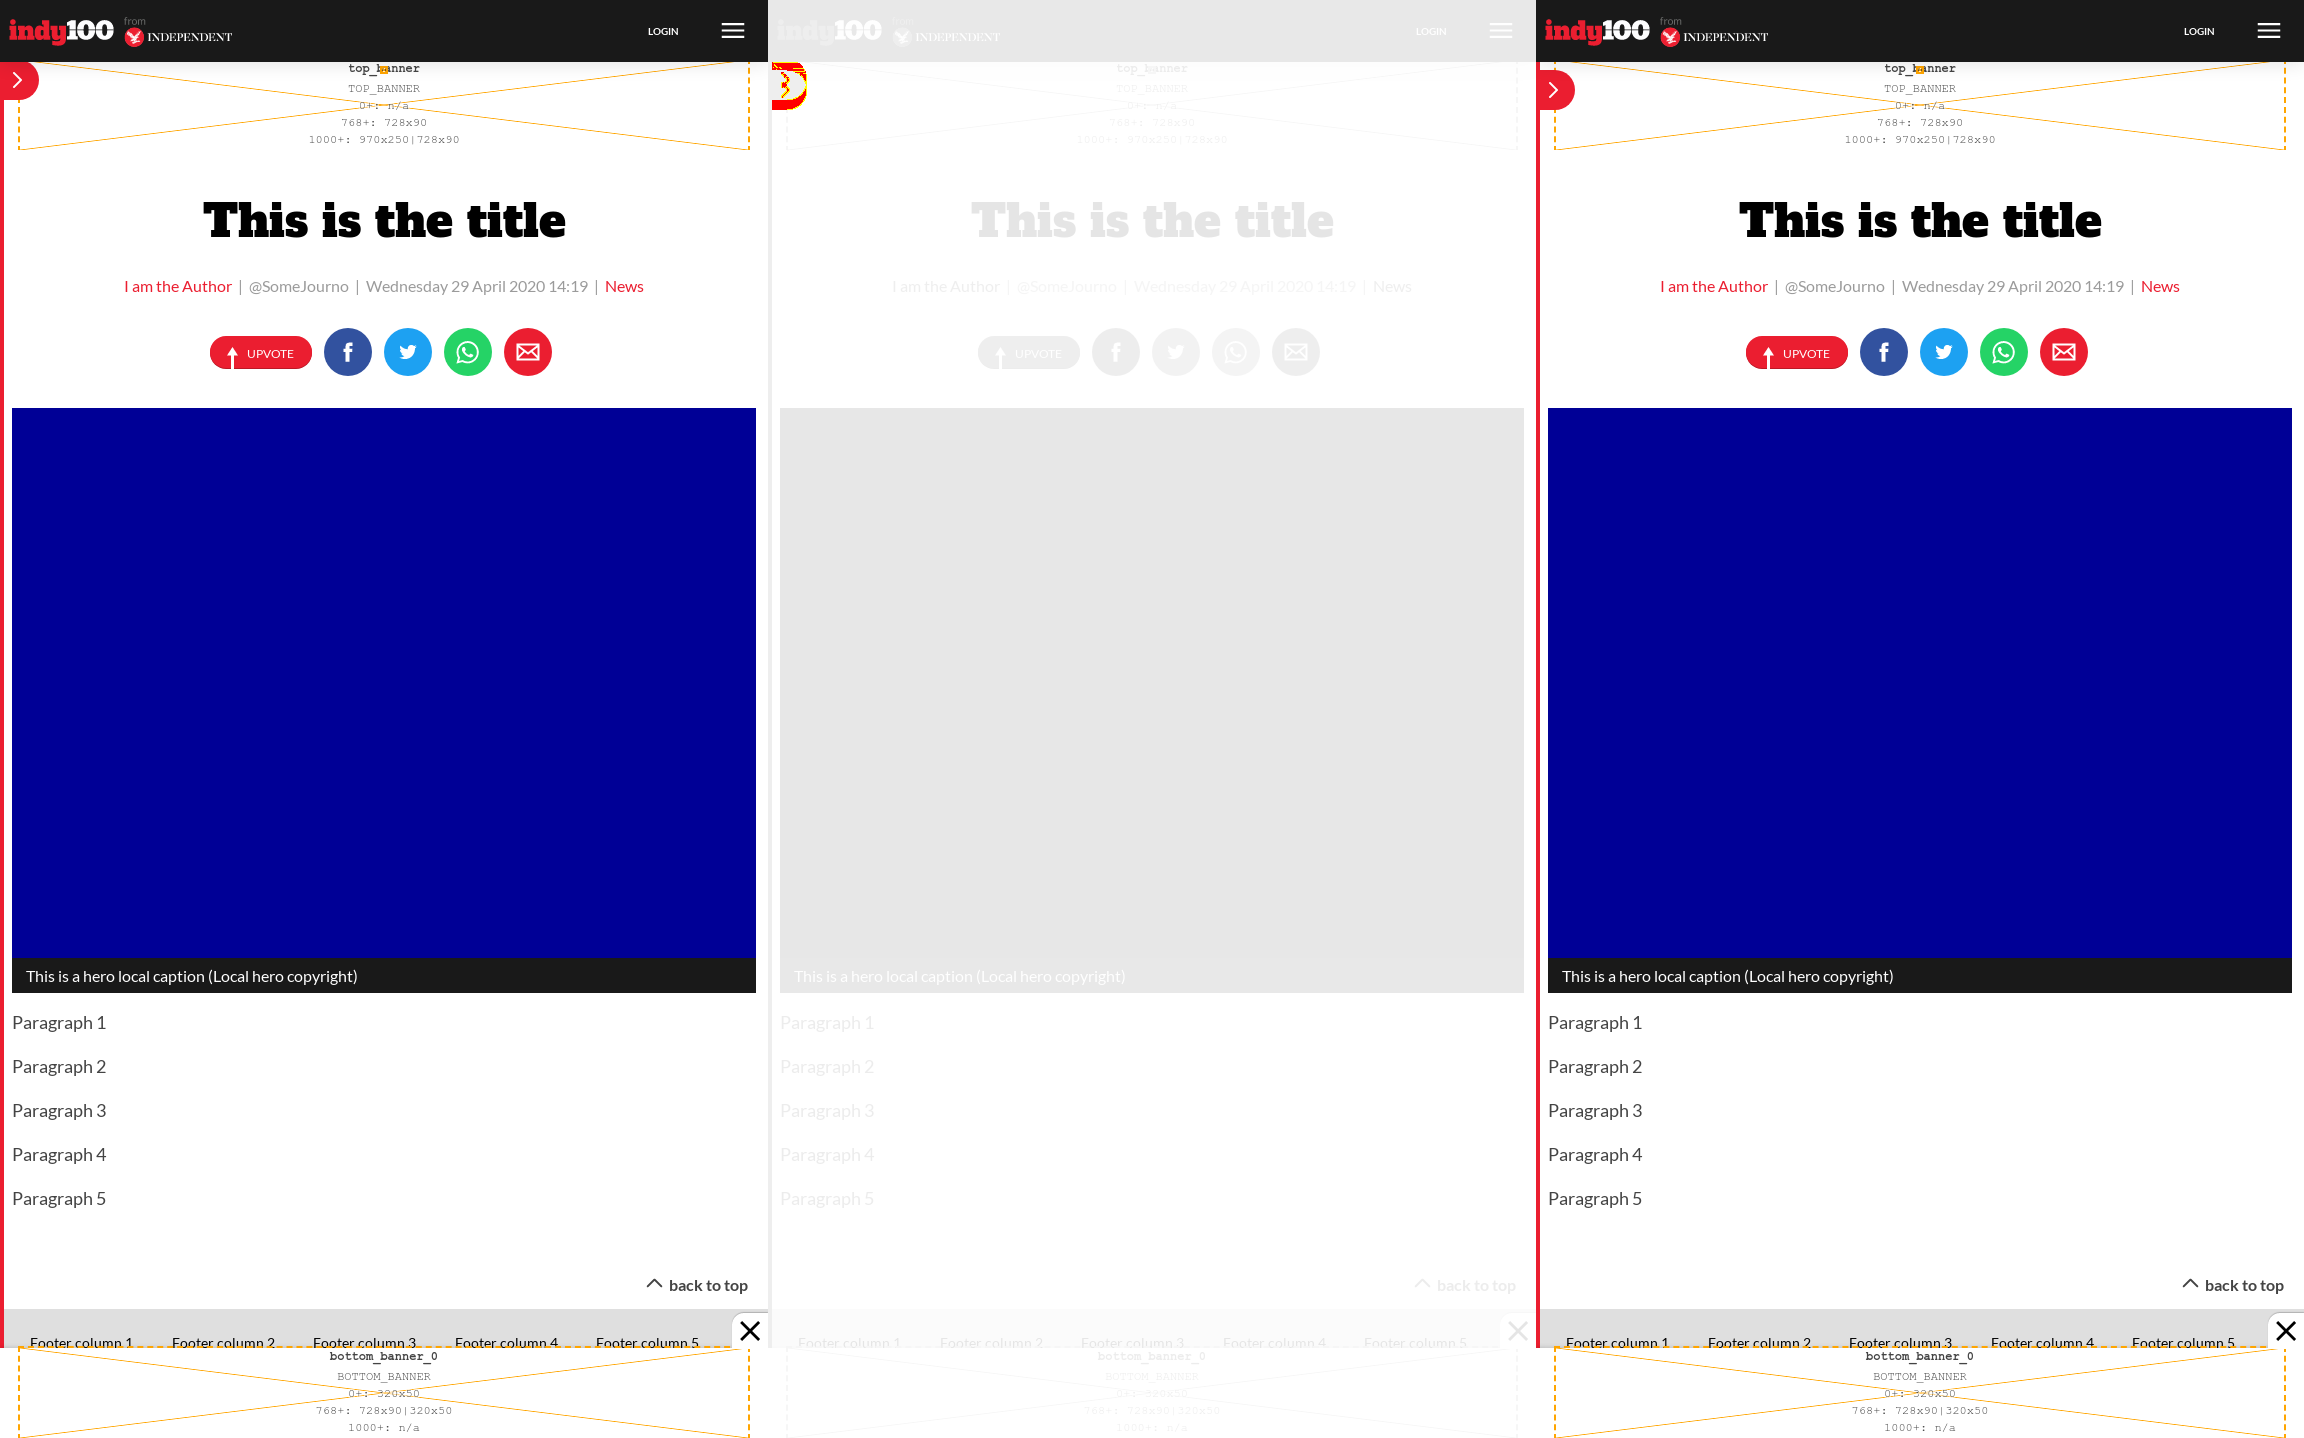 indy100 from INDEPENDENT LOGIN
top_banner
TOP_BANNER
0+: n/a
768+: 728x90
1000+: 970x250|728x90
This is the title
I am the Author | @SomeJourno | Wednesday 29 April 2020 14:19 | News
UPVOTE
This is a hero local caption (Local hero copyright)
Paragraph 1
Paragraph 2
Paragraph 3
Paragraph 4
Paragraph 5
back to top
Footer column 1 Footer column 2 Footer column 3 Footer column 4 Footer column 5
bottom_banner_0
BOTTOM_BANNER
0+: 320x50
768+: 728x90|320x50
1000+: n/a
indy100 from INDEPENDENT LOGIN
top_banner
TOP_BANNER
0+: n/a
768+: 728x90
1000+: 970x250|728x90
This is the title
I am the Author | @SomeJourno | Wednesday 29 April 2020 14:19 | News
UPVOTE
This is a hero local caption (Local hero copyright)
Paragraph 1
Paragraph 2
Paragraph 3
Paragraph 4
Paragraph 5
back to top
Footer column 1 Footer column 2 Footer column 3 Footer column 4 Footer column 5
bottom_banner_0
BOTTOM_BANNER
0+: 320x50
768+: 728x90|320x50
1000+: n/a
indy100 from INDEPENDENT LOGIN
top_banner
TOP_BANNER
0+: n/a
768+: 728x90
1000+: 970x250|728x90
This is the title
I am the Author | @SomeJourno | Wednesday 29 April 2020 14:19 | News
UPVOTE
This is a hero local caption (Local hero copyright)
Paragraph 1
Paragraph 2
Paragraph 3
Paragraph 4
Paragraph 5
back to top
Footer column 1 Footer column 2 Footer column 3 Footer column 4 Footer column 5
bottom_banner_0
BOTTOM_BANNER
0+: 320x50
768+: 728x90|320x50
1000+: n/a